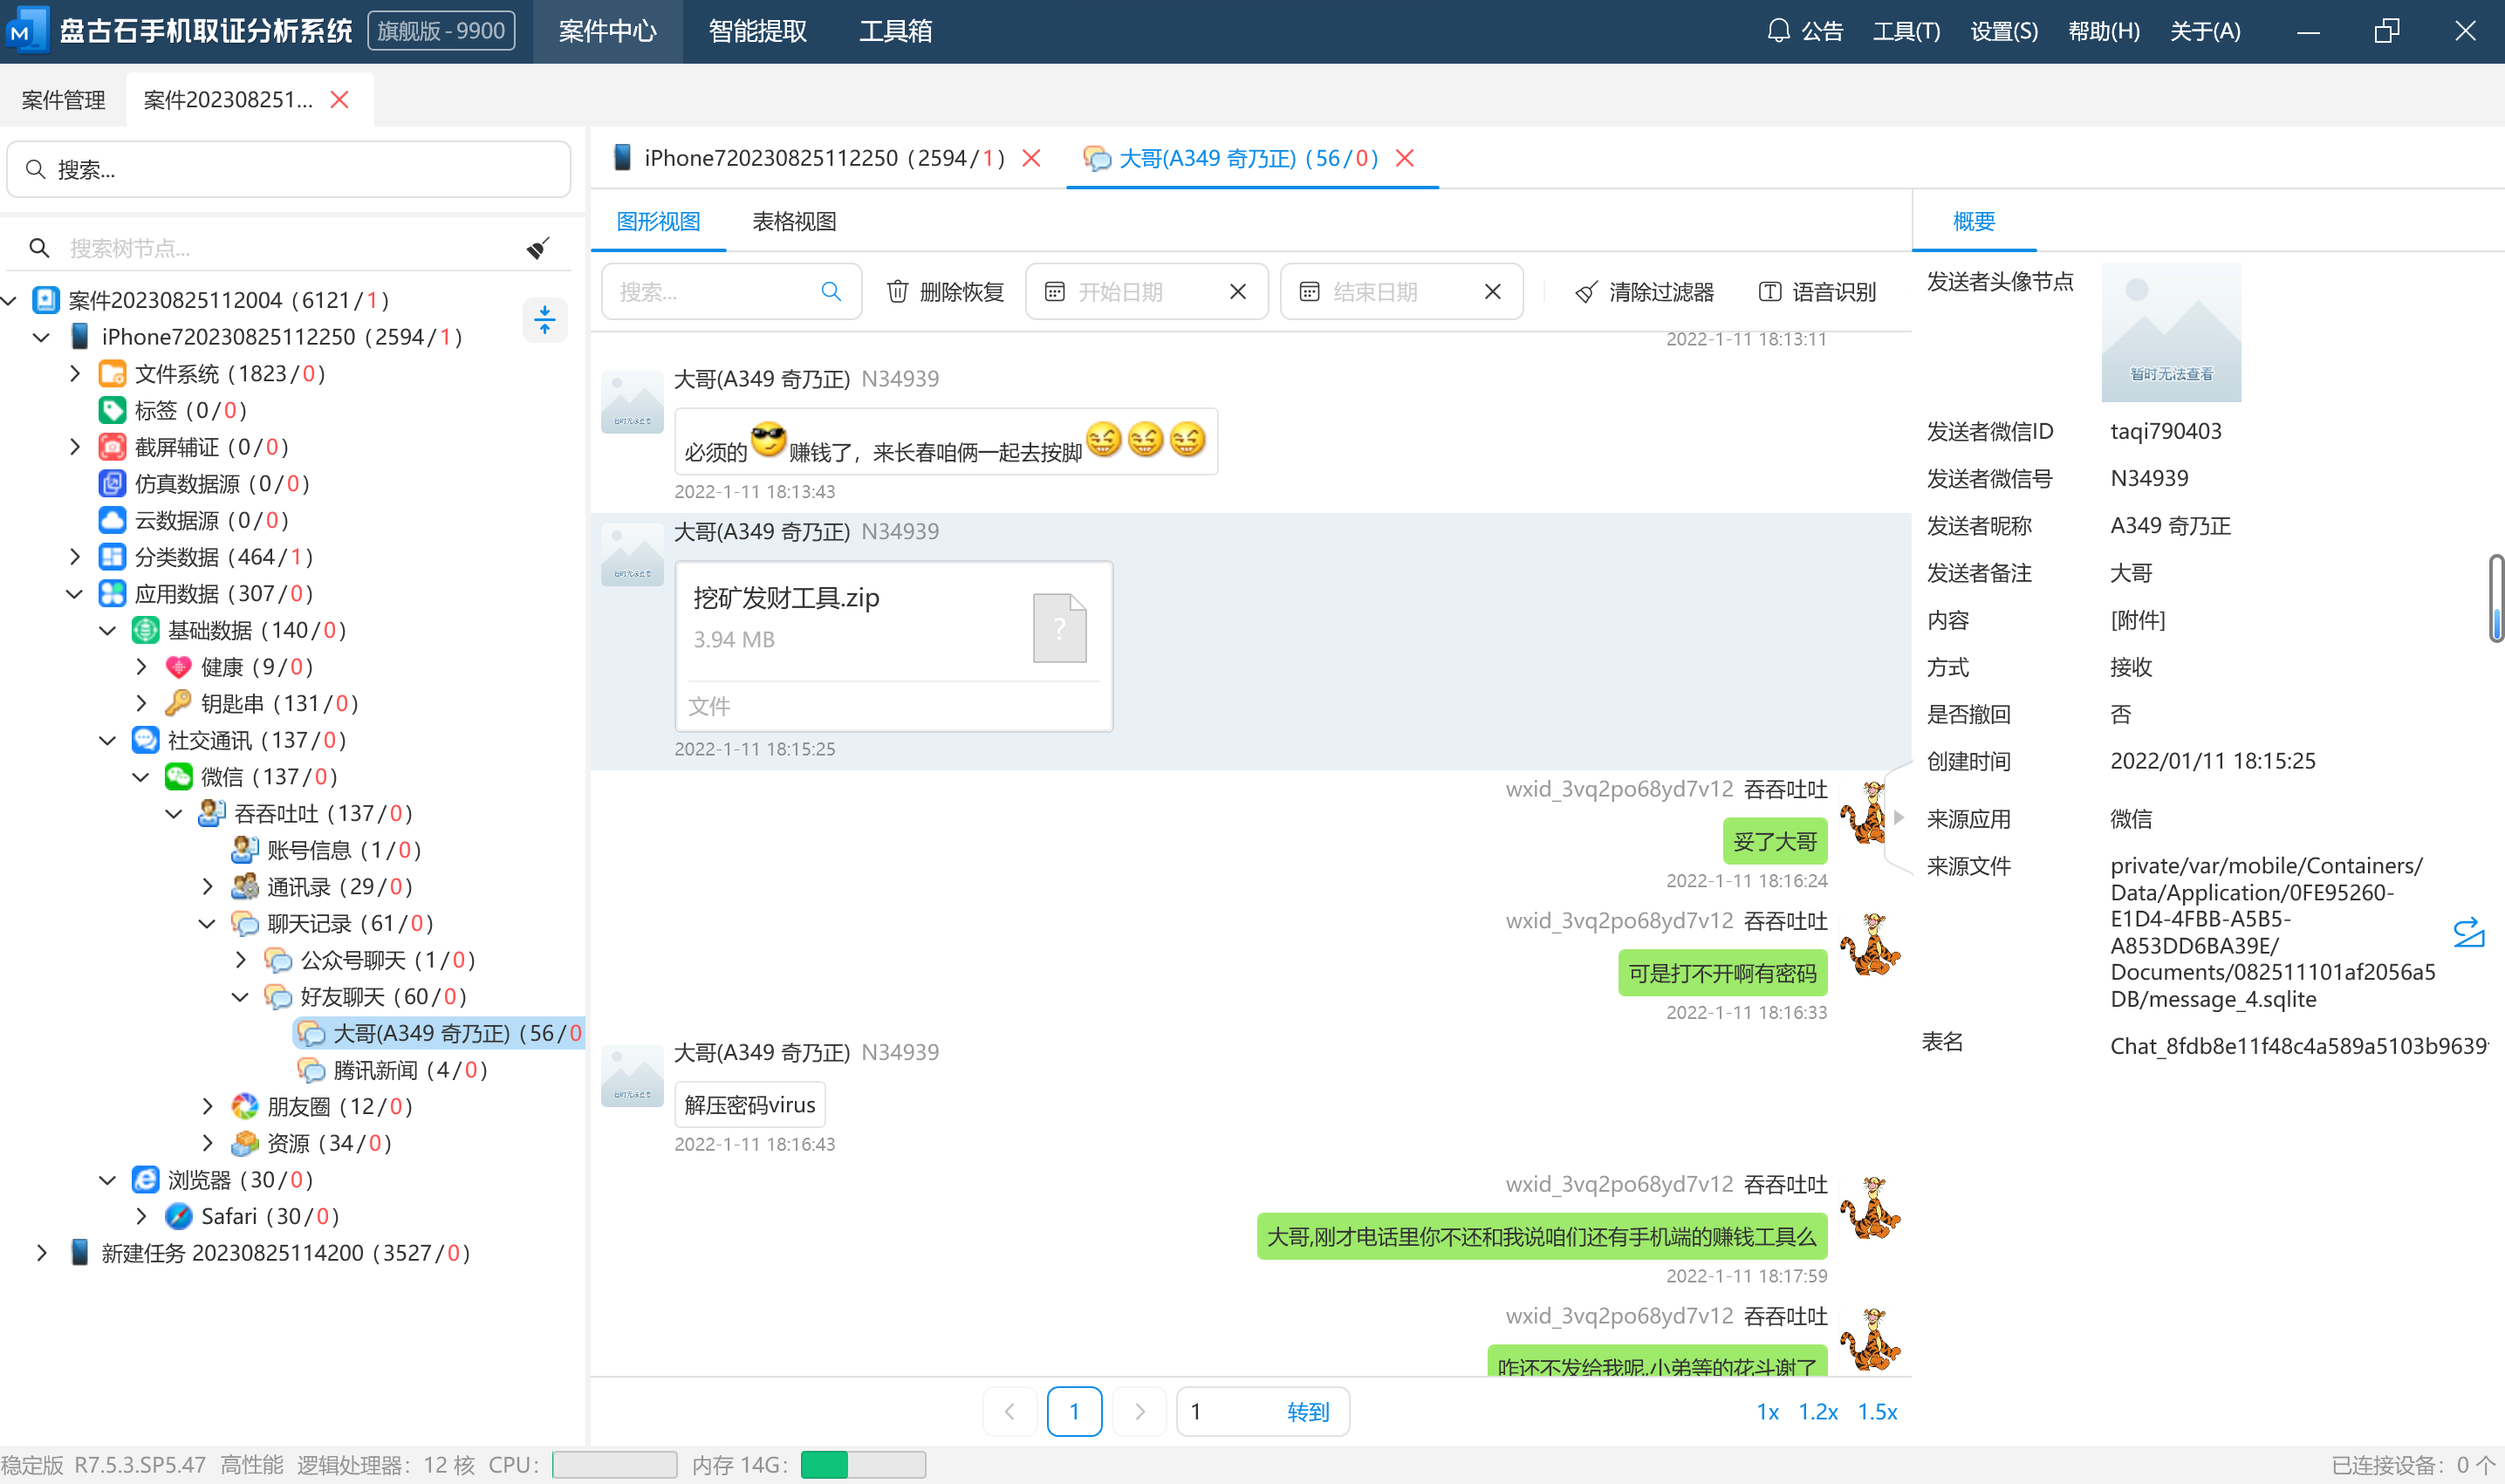 盘古石手机取证分析系统 旗舰版 - 9900 案件中心 智能提取 工具箱 公告 工具(T) 设置(S) 帮助(H) 关于(A)
案件管理 案件202308251...
搜索...
搜索树节点...
案件20230825112004 (6121/1)
iPhone720230825112250 (2594/1)
文件系统 (1823/0)
标签 (0/0)
截屏辅证 (0/0)
仿真数据源 (0/0)
云数据源 (0/0)
分类数据 (464/1)
应用数据 (307/0)
基础数据 (140/0)
健康 (9/0)
钥匙串 (131/0)
社交通讯 (137/0)
微信 (137/0)
吞吞吐吐 (137/0)
账号信息 (1/0)
通讯录 (29/0)
聊天记录 (61/0)
公众号聊天 (1/0)
好友聊天 (60/0)
大哥(A349 奇乃正) (56/0
腾讯新闻 (4/0)
朋友圈 (12/0)
资源 (34/0)
浏览器 (30/0)
Safari (30/0)
新建任务 20230825114200 (3527/0)
iPhone720230825112250 (2594/1) 大哥(A349 奇乃正) (56/0)
图形视图 表格视图
搜索... 删除恢复 开始日期 结束日期 清除过滤器 语音识别
2022-1-11 18:13:11
大哥(A349 奇乃正) N34939
必须的 赚钱了，来长春咱俩一起去按脚
2022-1-11 18:13:43
大哥(A349 奇乃正) N34939
挖矿发财工具.zip
3.94 MB
?
文件
2022-1-11 18:15:25
wxid_3vq2po68yd7v12 吞吞吐吐
妥了大哥
2022-1-11 18:16:24
wxid_3vq2po68yd7v12 吞吞吐吐
可是打不开啊有密码
2022-1-11 18:16:33
大哥(A349 奇乃正) N34939
解压密码virus
2022-1-11 18:16:43
wxid_3vq2po68yd7v12 吞吞吐吐
大哥,刚才电话里你不还和我说咱们还有手机端的赚钱工具么
2022-1-11 18:17:59
wxid_3vq2po68yd7v12 吞吞吐吐
咋还不发给我呢,小弟等的花斗谢了
1 1 转到 1x 1.2x 1.5x
概要
发送者头像节点
暂时无法查看
发送者微信ID taqi790403
发送者微信号 N34939
发送者昵称 A349 奇乃正
发送者备注 大哥
内容 [附件]
方式 接收
是否撤回 否
创建时间 2022/01/11 18:15:25
来源应用 微信
来源文件 private/var/mobile/Containers/
Data/Application/0FE95260-
E1D4-4FBB-A5B5-
A853DD6BA39E/
Documents/082511101af2056a5
DB/message_4.sqlite
表名 Chat_8fdb8e11f48c4a589a5103b9639
稳定版 R7.5.3.SP5.47 高性能 逻辑处理器：12 核 CPU： 内存 14G： 已连接设备：0 个